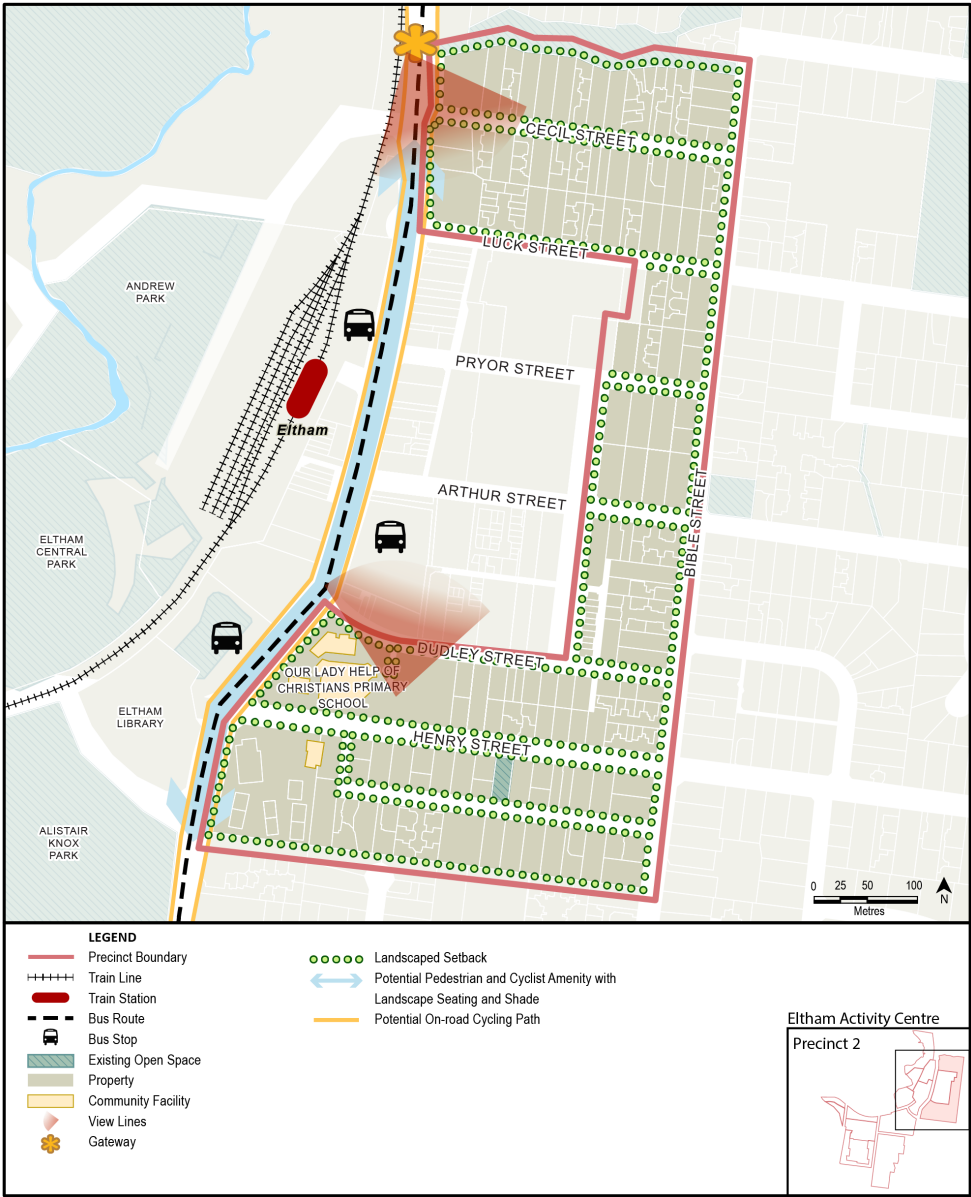 CECIL STREET
LUCK STREET
ANDREW
PARK
PRYOR STREET
Eltham
BIBLE STREET
ARTHUR STREET
ELTHAM
CENTRAL
PARK
DUDLEY STREET
OUR LADY HELP OF
CHRISTIANS PRIMARY
SCHOOL
ELTHAM
LIBRARY
HENRY STREET
ALISTAIR
KNOX
PARK
0 25 50 100
Metres
N
LEGEND
Precinct Boundary
Train Line
Train Station
Bus Route
Bus Stop
Existing Open Space
Property
Community Facility
View Lines
Gateway
Landscaped Setback
Potential Pedestrian and Cyclist Amenity with
Landscape Seating and Shade
Potential On-road Cycling Path
Eltham Activity Centre
Precinct 2